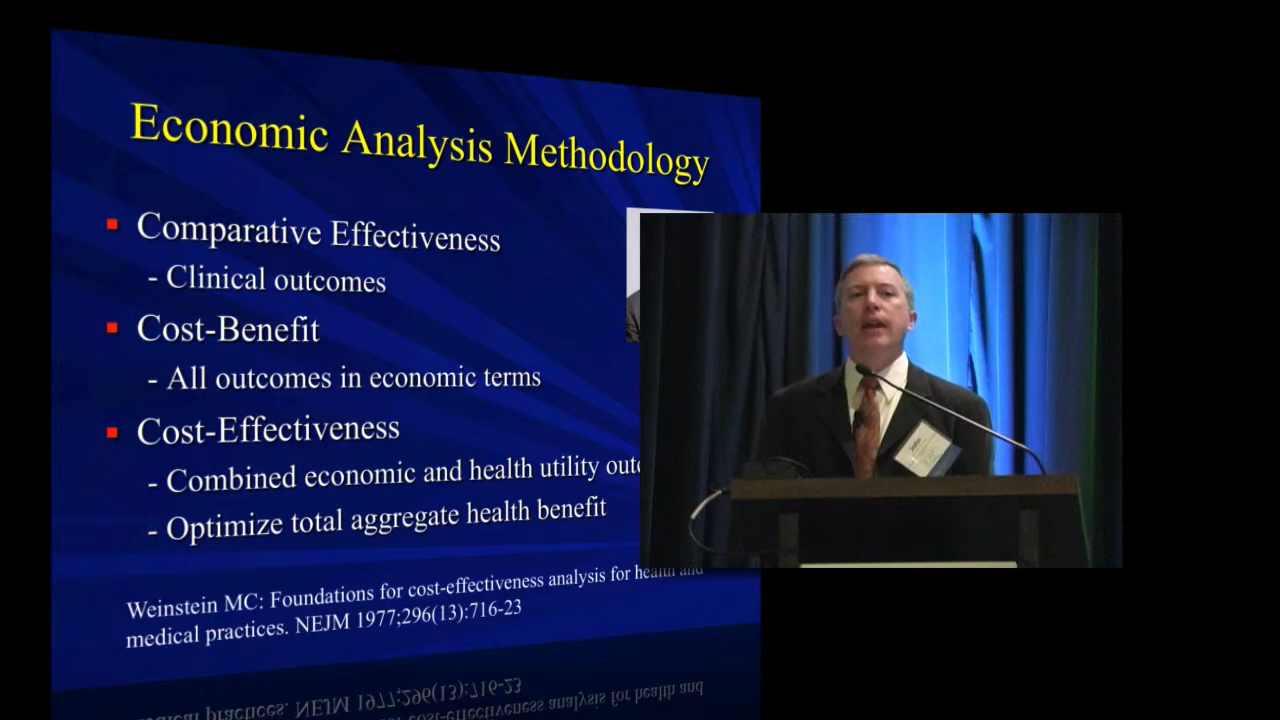 Economic Analysis Methodology
Comparative Effectiveness
- Clinical outcomes
Cost-Benefit
- All outcomes in economic terms
Cost-Effectiveness
- Combined economic and health utility
- Optimize total aggregate health benefit
Weinstein MC: Foundations for cost-effectiveness analysis for health and
medical practices. NEJM 1977;296(13):716-23
John